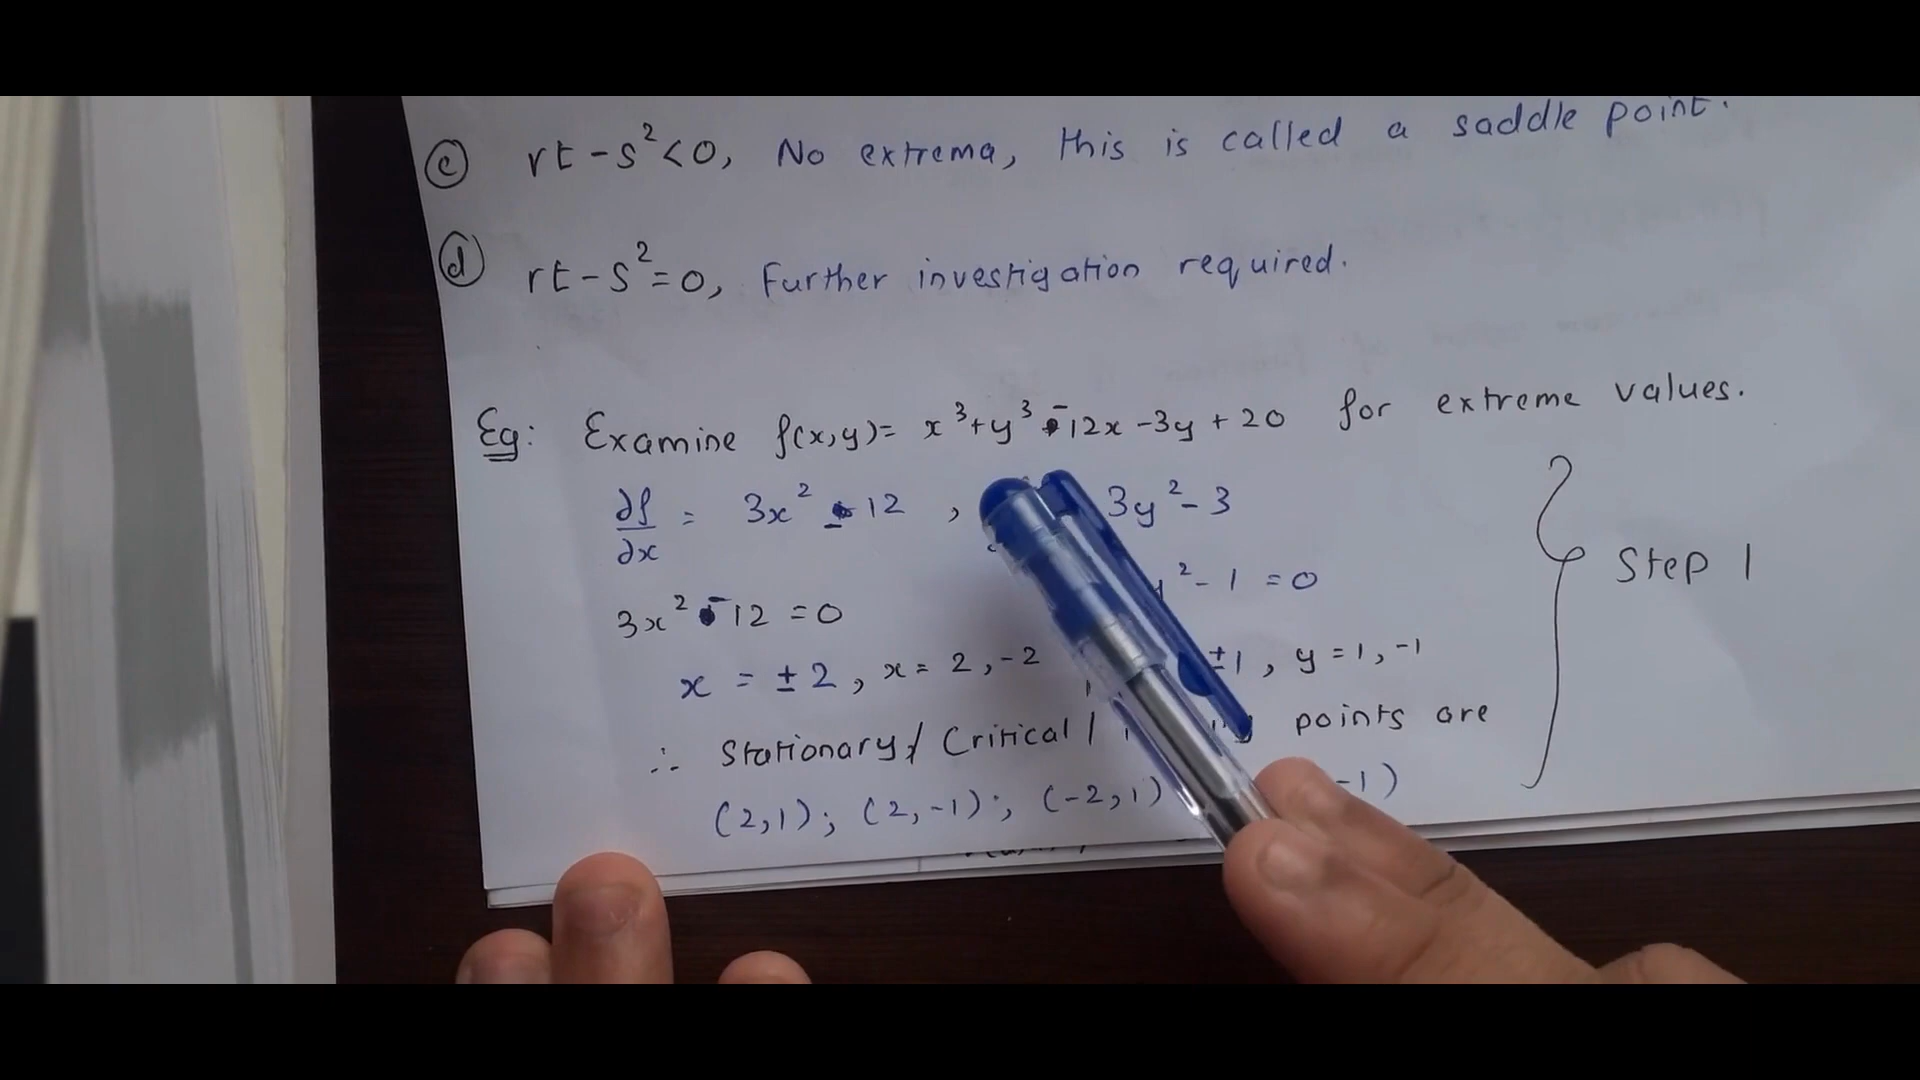 (c) rt - s² < 0, No extrema, this is called a saddle point.
(d) rt - s² = 0, Further investigation required.
Eg: Examine f(x,y) = x³ + y³ - 12x - 3y + 20 for extreme values.
∂f/∂x = 3x² - 12 , 3y² - 3
3x² - 12 = 0 y² - 1 = 0
Step 1
x = ± 2, x = 2, -2 ±1, y = 1, -1
∴ Stationary / Critical / points are
(2,1); (2,-1); (-2,1) -1)